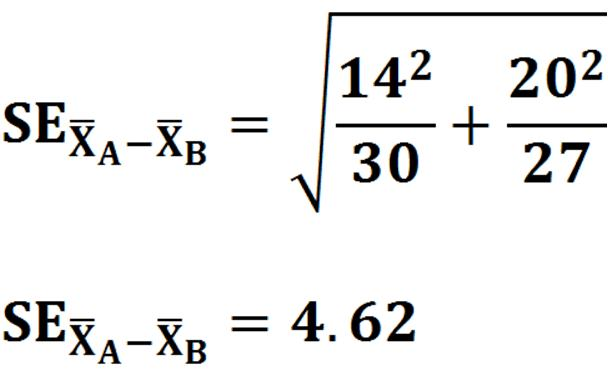 SE_{X̄_A−X̄_B} = √(14²/30 + 20²/27)
SE_{X̄_A−X̄_B} = 4.62